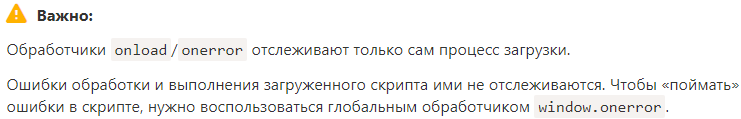 Важно:
Обработчики onload/onerror отслеживают только сам процесс загрузки.
Ошибки обработки и выполнения загруженного скрипта ими не отслеживаются. Чтобы «поймать»
ошибки в скрипте, нужно воспользоваться глобальным обработчиком window.onerror.